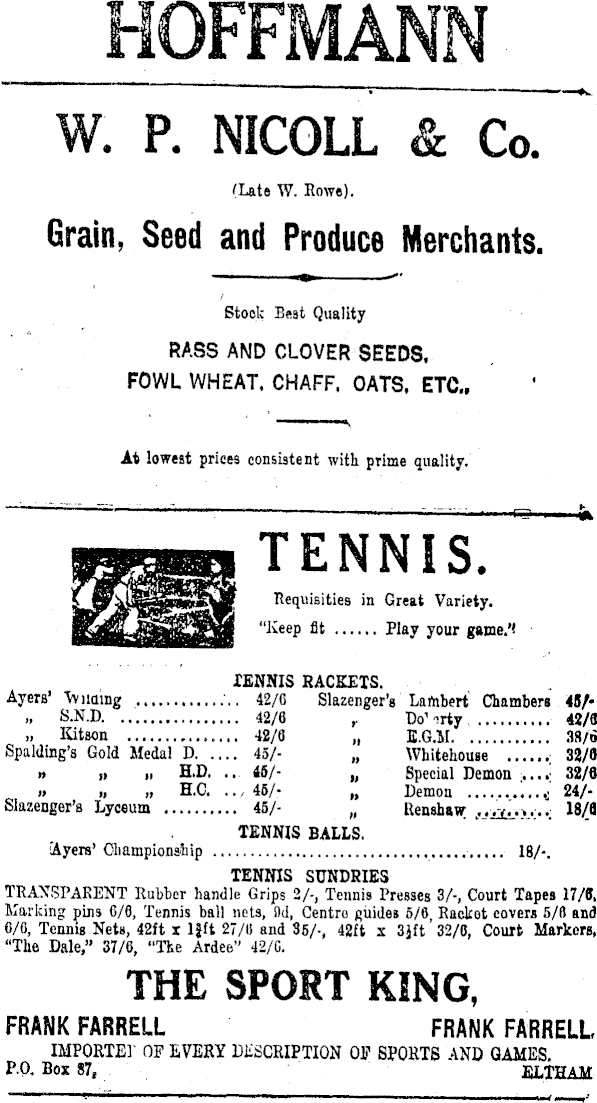 HOFFMANN
W. P. NICOLL & Co.
(Late W. Rowe).
Grain, Seed and Produce Merchants.
Stock Best Quality
RASS AND CLOVER SEEDS,
FOWL WHEAT, CHAFF, OATS, ETC.,
At lowest prices consistent with prime quality.
TENNIS.
Requisities in Great Variety.
"Keep fit ...... Play your game."
TENNIS RACKETS.
Ayers' Wilding .............. 42/6 Slazenger's Lambert Chambers 45/-
„ S.N.D. ................ 42/6 „ Doherty .......... 42/6
„ Kitson ............... 42/6 „ E.G.M. ........... 38/6
Spalding's Gold Medal D. .... 45/- „ Whitehouse ...... 32/6
„ „ „ H.D. ... 45/- „ Special Demon .... 32/6
„ „ „ H.C. ... 45/- „ Demon .......... 24/-
Slazenger's Lyceum .......... 45/- „ Renshaw .......... 18/6
TENNIS BALLS.
Ayers' Championship ........................................ 18/-.
TENNIS SUNDRIES
TRANSPARENT Rubber handle Grips 2/-, Tennis Presses 3/-, Court Tapes 17/6,
Marking pins 6/6, Tennis ball nets, 9d, Centre guides 5/6, Racket covers 5/6 and
6/6, Tennis Nets, 42ft x ft 27/6 and 35/-, 42ft x 3½ft 32/6, Court Markers,
"The Dale," 37/6, "The Ardee" 42/6.
THE SPORT KING,
FRANK FARRELL FRANK FARRELL,
IMPORTER OF EVERY DESCRIPTION OF SPORTS AND GAMES.
P.O. Box 87, ELTHAM